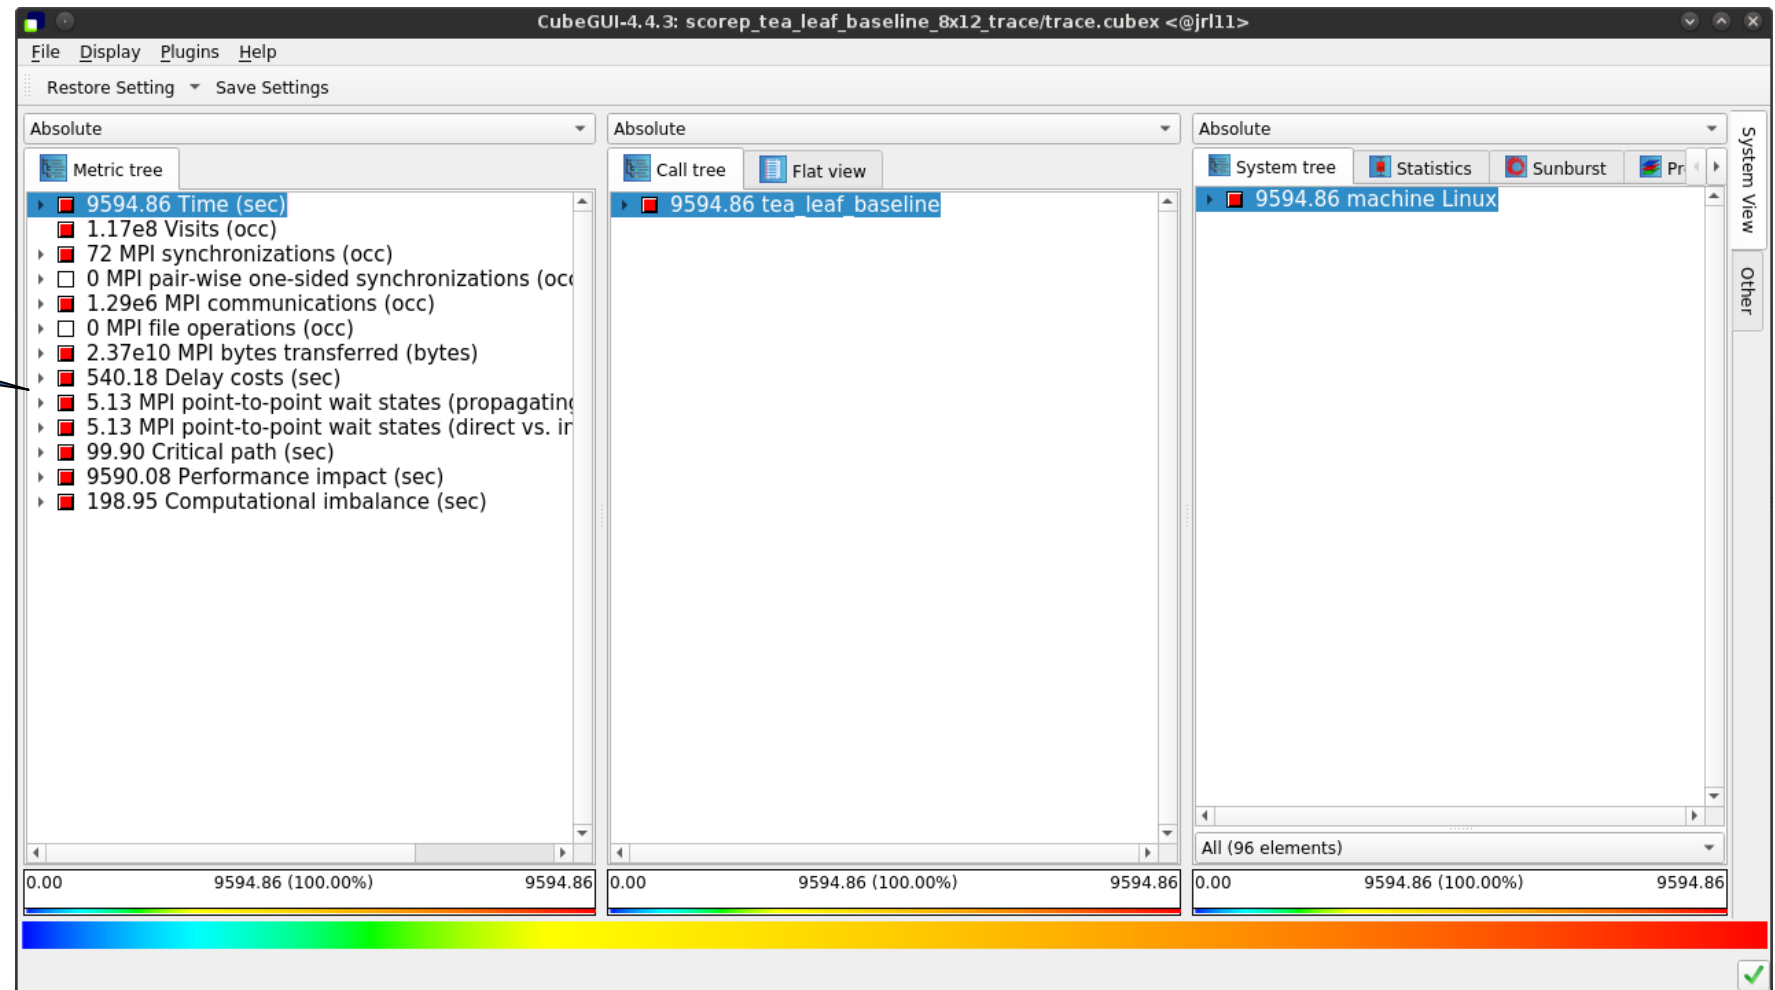 CubeGUI-4.4.3: scorep_tea_leaf_baseline_8x12_trace/trace.cubex <@jrl11>
File Display Plugins Help
Restore Setting Save Settings
Absolute
Metric tree
9594.86 Time (sec)
1.17e8 Visits (occ)
72 MPI synchronizations (occ)
0 MPI pair-wise one-sided synchronizations (occ
1.29e6 MPI communications (occ)
0 MPI file operations (occ)
2.37e10 MPI bytes transferred (bytes)
540.18 Delay costs (sec)
5.13 MPI point-to-point wait states (propagating
5.13 MPI point-to-point wait states (direct vs. in
99.90 Critical path (sec)
9590.08 Performance impact (sec)
198.95 Computational imbalance (sec)
0.00 9594.86 (100.00%) 9594.86
Absolute
Call tree Flat view
9594.86 tea_leaf_baseline
0.00 9594.86 (100.00%) 9594.86
Absolute
System tree Statistics Sunburst Pr
9594.86 machine Linux
All (96 elements)
0.00 9594.86 (100.00%) 9594.86
System View
Other